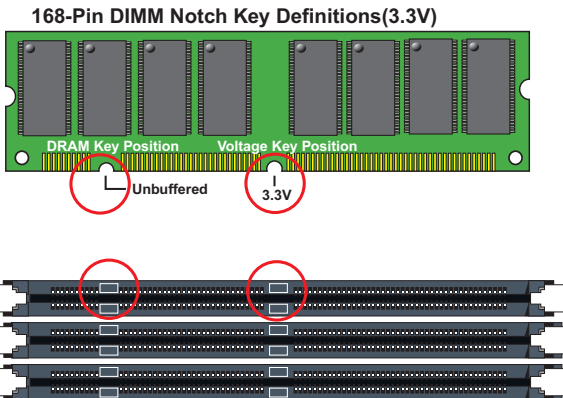 168-Pin DIMM Notch Key Definitions(3.3V)
DRAM Key Position Voltage Key Position
Unbuffered
3.3V